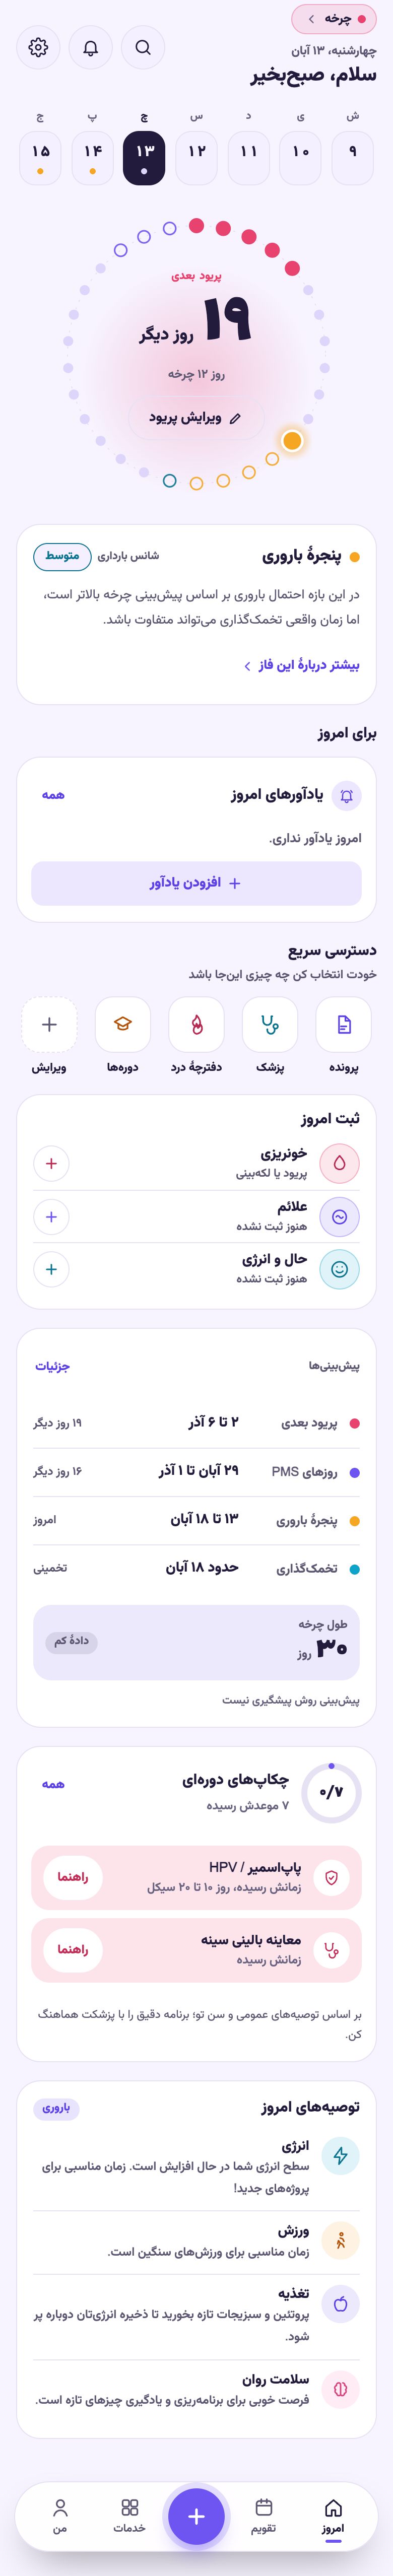 چرخه
چهارشنبه، ۱۳ آبان
سلام، صبح‌بخیر
ش ی د س چ پ ج
۹ ۱۰ ۱۱ ۱۲ ۱۳ ۱۴ ۱۵
پریود بعدی
۱۹ روز دیگر
روز ۱۲ چرخه
ویرایش پریود
پنجرهٔ باروری
شانس بارداری متوسط
در این بازه احتمال باروری بر اساس پیش‌بینی چرخه بالاتر است،
اما زمان واقعی تخمک‌گذاری می‌تواند متفاوت باشد.
بیشتر دربارهٔ این فاز
برای امروز
یادآورهای امروز
همه
امروز یادآور نداری.
افزودن یادآور
دسترسی سریع
خودت انتخاب کن چه چیزی این‌جا باشد
پرونده پزشک دفترچهٔ درد دوره‌ها ویرایش
ثبت امروز
خونریزی
پریود یا لکه‌بینی
علائم
هنوز ثبت نشده
حال و انرژی
هنوز ثبت نشده
پیش‌بینی‌ها
جزئیات
پریود بعدی ۲ تا ۶ آذر ۱۹ روز دیگر
روزهای PMS ۲۹ آبان تا ۱ آذر ۱۶ روز دیگر
پنجرهٔ باروری ۱۳ تا ۱۸ آبان امروز
تخمک‌گذاری حدود ۱۸ آبان تخمینی
طول چرخه
۳۰ روز
دادهٔ کم
پیش‌بینی روش پیشگیری نیست
۰/۷
چکاپ‌های دوره‌ای
۷ موعدش رسیده
همه
پاپ‌اسمیر / HPV
زمانش رسیده، روز ۱۰ تا ۲۰ سیکل
راهنما
معاینه بالینی سینه
زمانش رسیده
راهنما
بر اساس توصیه‌های عمومی و سن تو؛ برنامه دقیق را با پزشکت هماهنگ
کن.
توصیه‌های امروز
باروری
انرژی
سطح انرژی شما در حال افزایش است. زمان مناسبی برای
پروژه‌های جدید!
ورزش
زمان مناسبی برای ورزش‌های سنگین است.
تغذیه
پروتئین و سبزیجات تازه بخورید تا ذخیره انرژی‌تان دوباره پر
شود.
سلامت روان
فرصت خوبی برای برنامه‌ریزی و یادگیری چیزهای تازه است.
امروز تقویم خدمات من